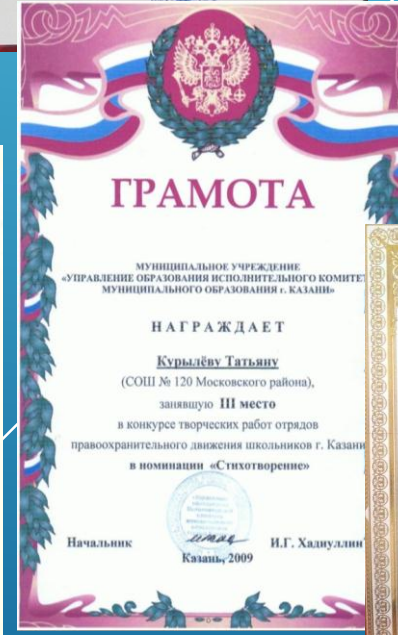 ГРАМОТА
МУНИЦИПАЛЬНОЕ УЧРЕЖДЕНИЕ
«УПРАВЛЕНИЕ ОБРАЗОВАНИЯ ИСПОЛНИТЕЛЬНОГО КОМИТЕТ
МУНИЦИПАЛЬНОГО ОБРАЗОВАНИЯ г. КАЗАНИ»
НАГРАЖДАЕТ
Курылёву Татьяну
(СОШ № 120 Московского района),
занявшую III место
в конкурсе творческих работ отрядов
правоохранительного движения школьников г. Казани
в номинации «Стихотворение»
Начальник И.Г. Хадиуллин
Казань, 2009